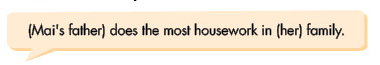 (Mai's father) does the most housework in (her) family.